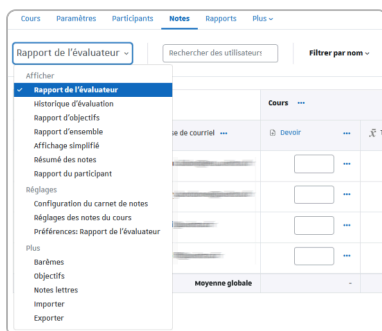 Cours Paramètres Participants Notes Rapports Plus
Rapport de l'évaluateur Rechercher des utilisateurs Filtrer par nom
Afficher
Rapport de l'évaluateur
Historique d'évaluation
Rapport d'objectifs
Rapport d'ensemble
Affichage simplifié
Résumé des notes
Rapport du participant
Réglages
Configuration du carnet de notes
Réglages des notes du cours
Préférences: Rapport de l'évaluateur
Plus
Barèmes
Objectifs
Notes lettres
Importer
Exporter
Cours ...
se de courriel ... Devoir ... x̄
... 
...
...
...
Moyenne globale -